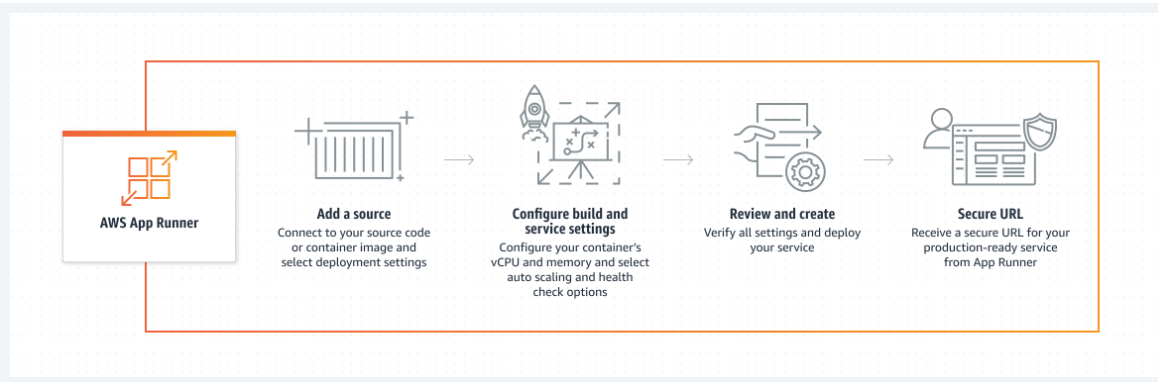 AWS App Runner
Add a source
Connect to your source code
or container image and
select deployment settings
Configure build and
service settings
Configure your container's
vCPU and memory and select
auto scaling and health
check options
Review and create
Verify all settings and deploy
your service
Secure URL
Receive a secure URL for your
production-ready service
from App Runner